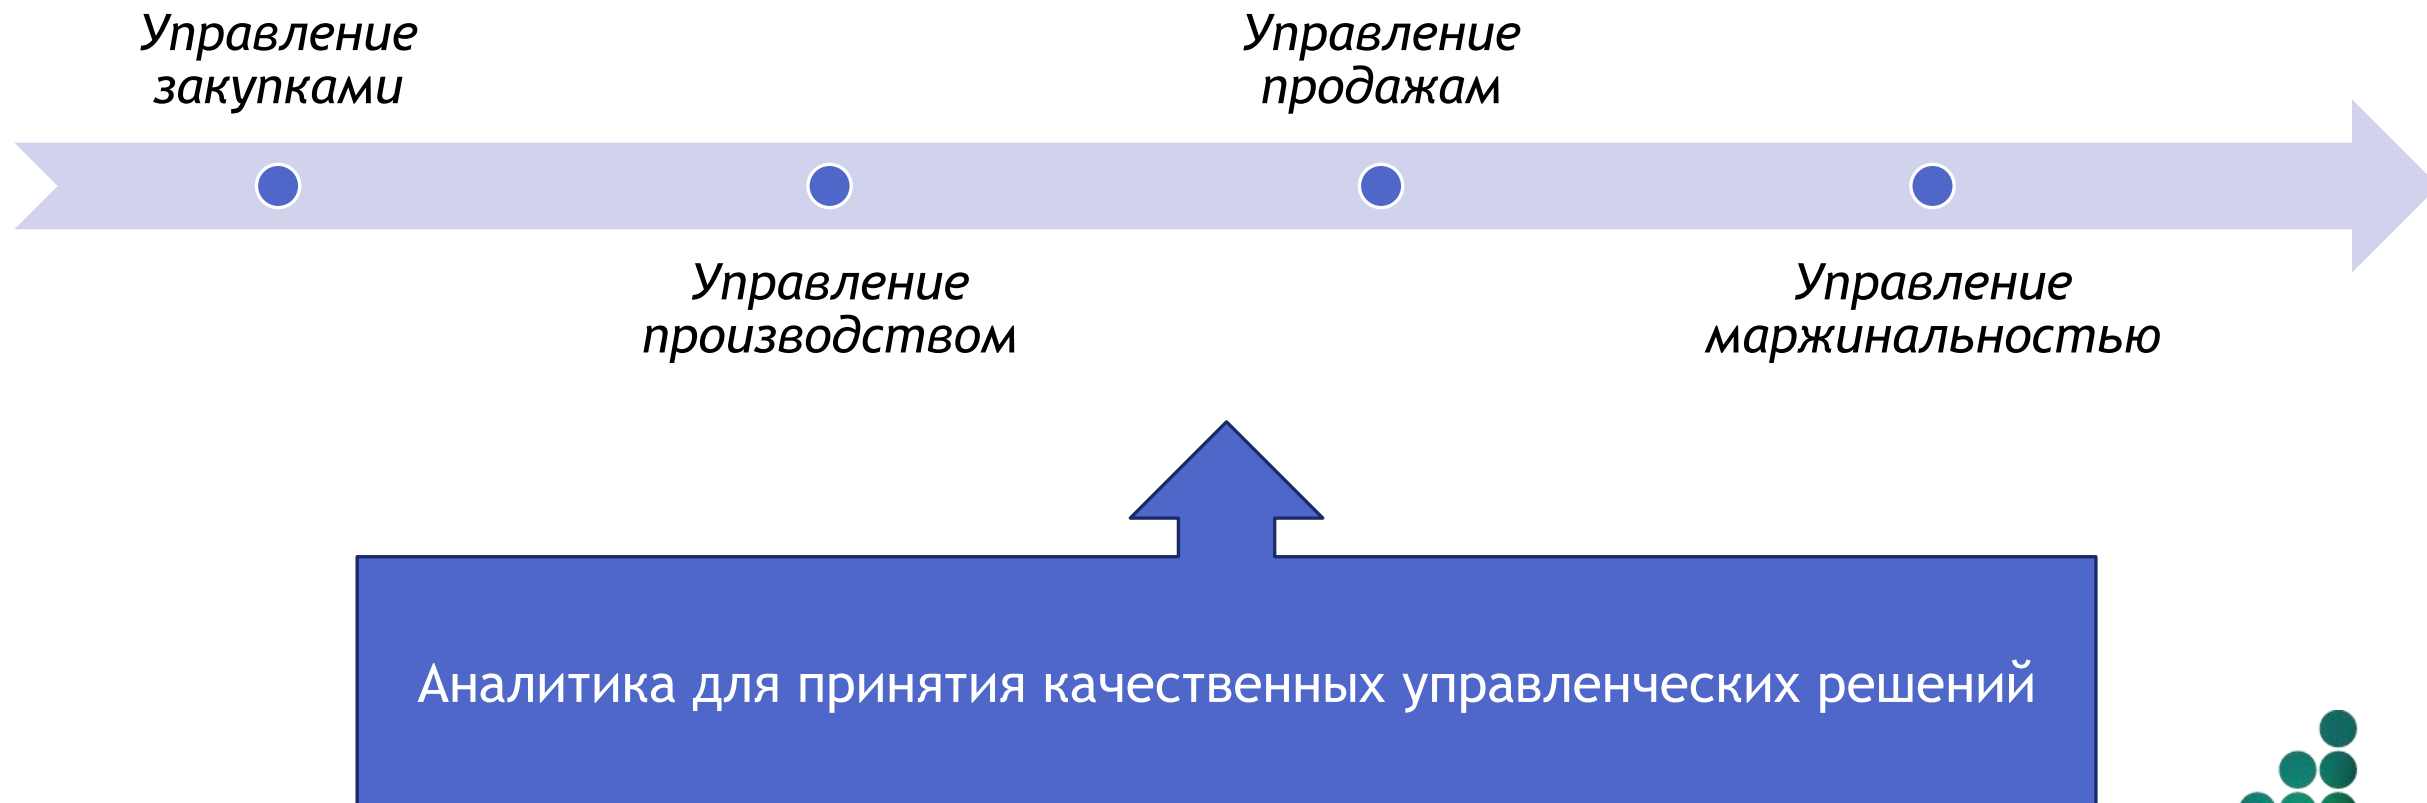 Управление
закупками
Управление
продажам
Управление
производством
Управление
маржинальностью
Аналитика для принятия качественных управленческих решений